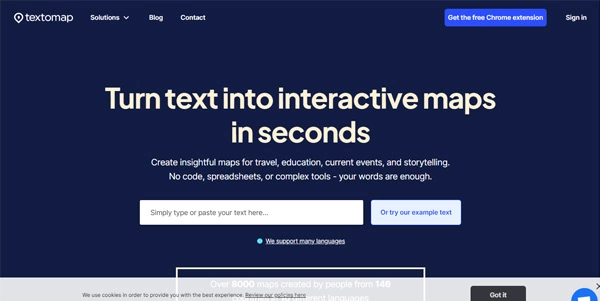 textomap Solutions Blog Contact Get the free Chrome extension Sign in
Turn text into interactive maps
in seconds
Create insightful maps for travel, education, current events, and storytelling.
No code, spreadsheets, or complex tools - your words are enough.
Simply type or paste your text here... Or try our example text
We support many languages
Over 8000 maps created by people from 146
different languages
We use cookies in order to provide you with the best experience. Review our policies here Got it